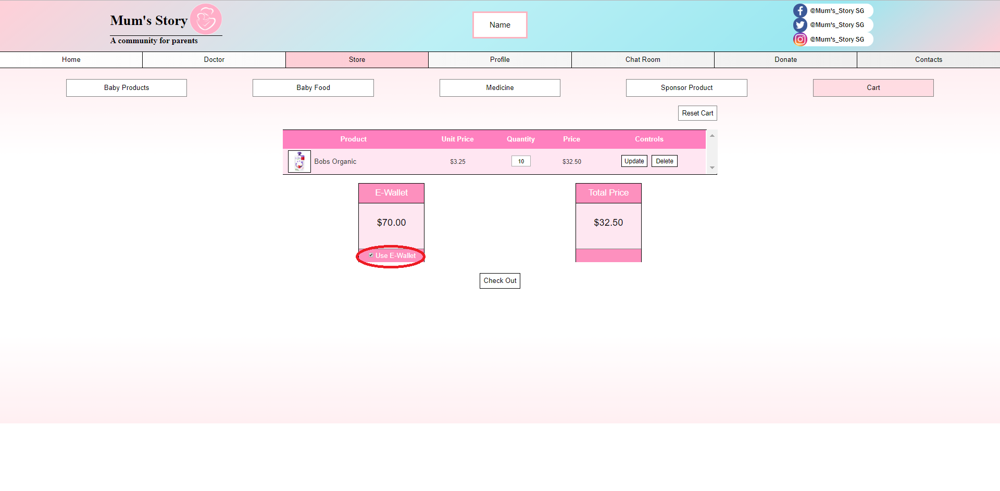 Mum's Story
A community for parents
Name
@Mum's_Story SG
@Mum's_Story SG
@Mum's_Story SG
Home Doctor Store Profile Chat Room Donate Contacts
Baby Products Baby Food Medicine Sponsor Product Cart
Reset Cart
Product Unit Price Quantity Price Controls
Bobs Organic $3.25 10 $32.50 Update Delete
E-Wallet Total Price
$70.00 $32.50
Use E-Wallet
Check Out